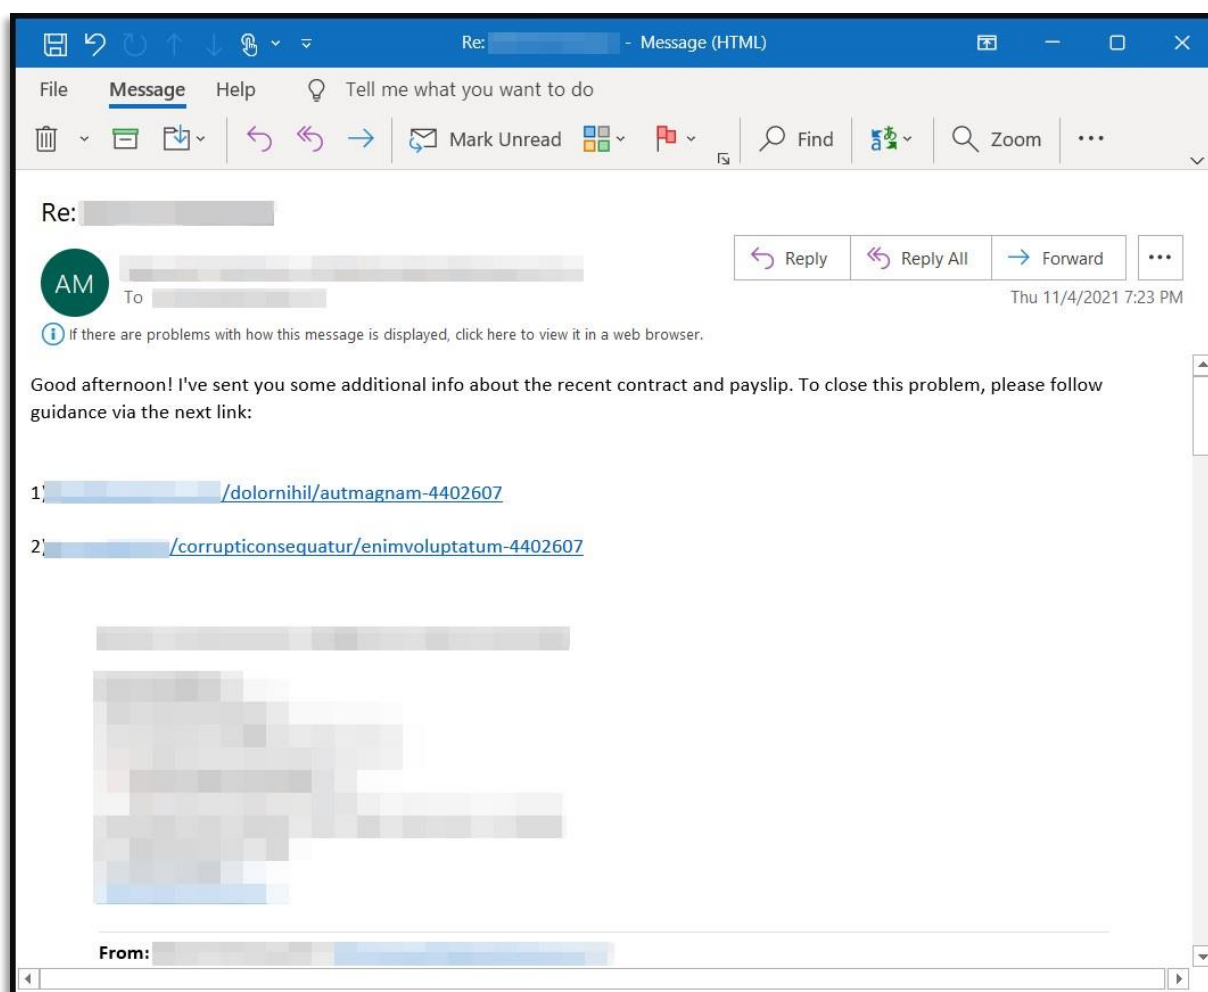 Re: - Message (HTML)
File Message Help Tell me what you want to do
Mark Unread Find Zoom
Re:
AM
To
Reply Reply All Forward
Thu 11/4/2021 7:23 PM
If there are problems with how this message is displayed, click here to view it in a web browser.
Good afternoon! I've sent you some additional info about the recent contract and payslip. To close this problem, please follow
guidance via the next link:
1) /dolornihil/autmagnam-4402607
2) /corrupticonsequatur/enimvoluptatum-4402607
From: